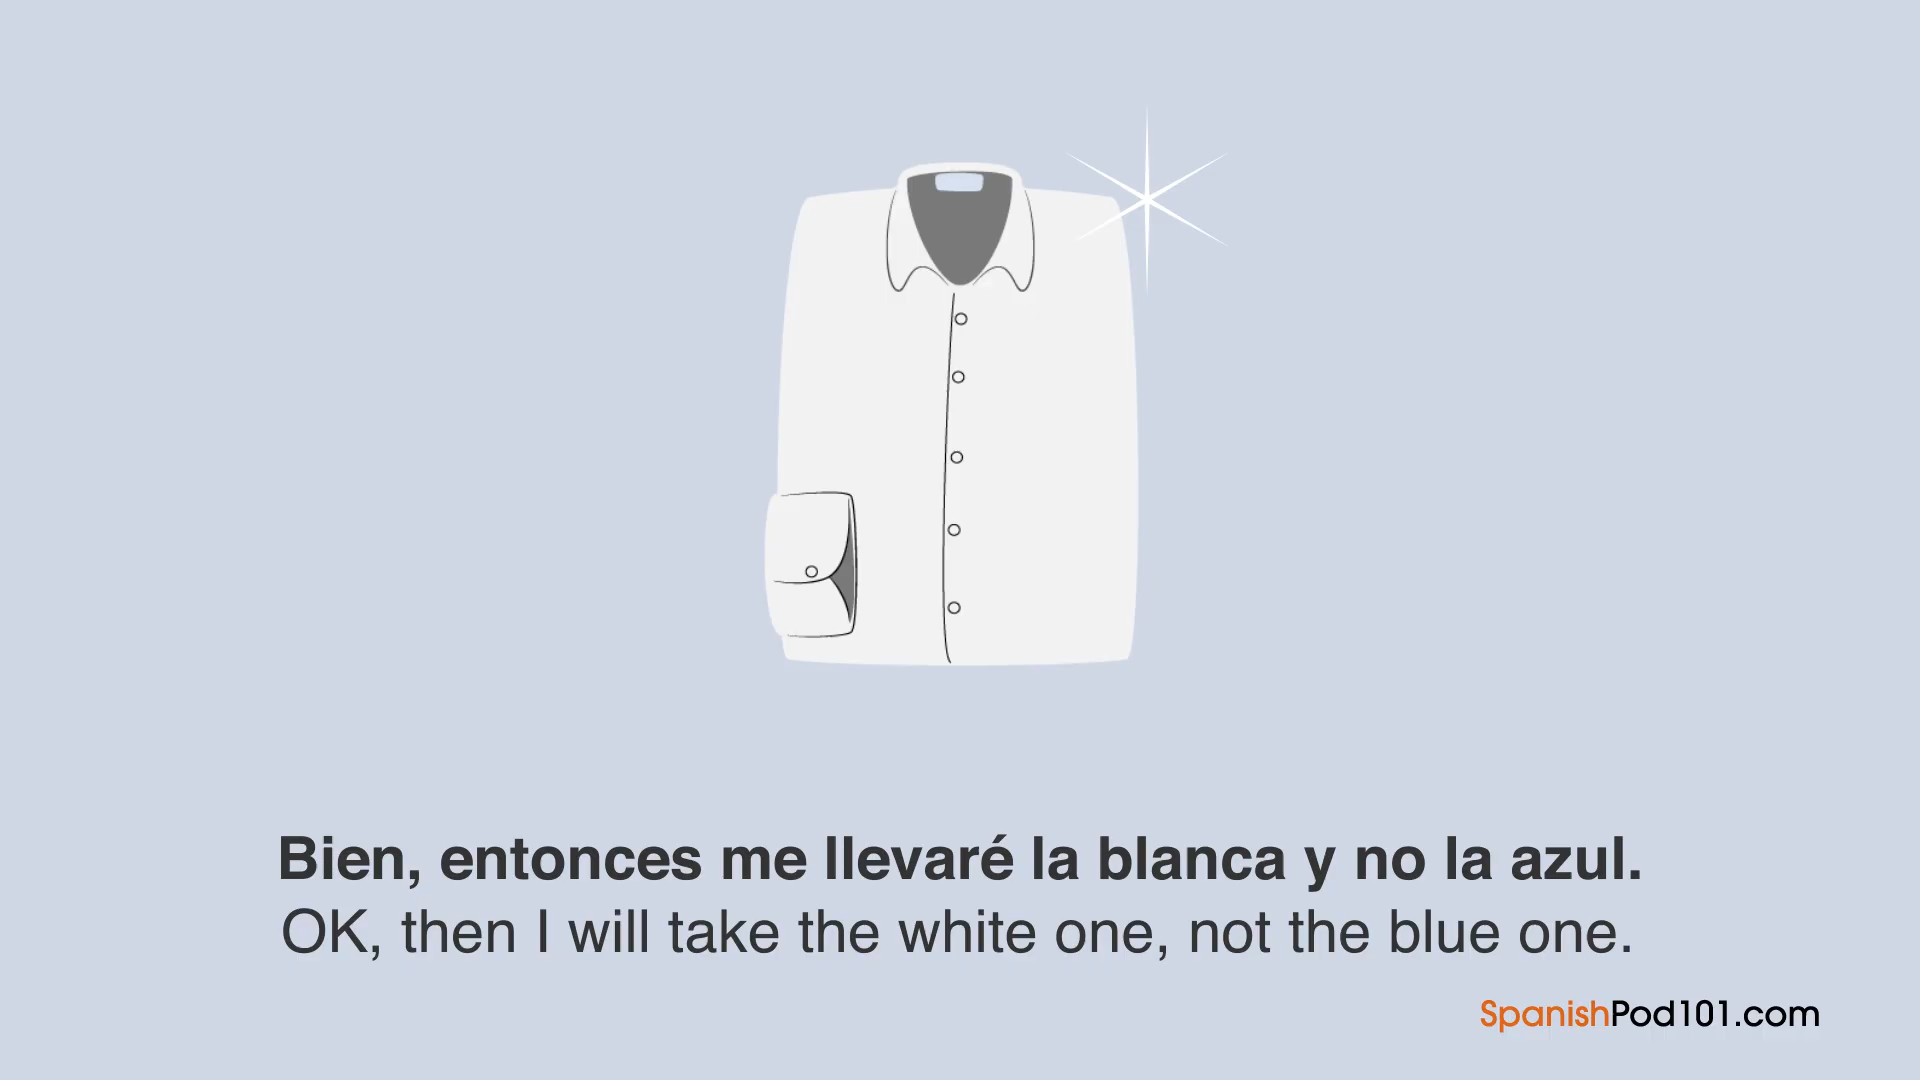 Bien, entonces me llevaré la blanca y no la azul.
OK, then I will take the white one, not the blue one.
SpanishPod101.com